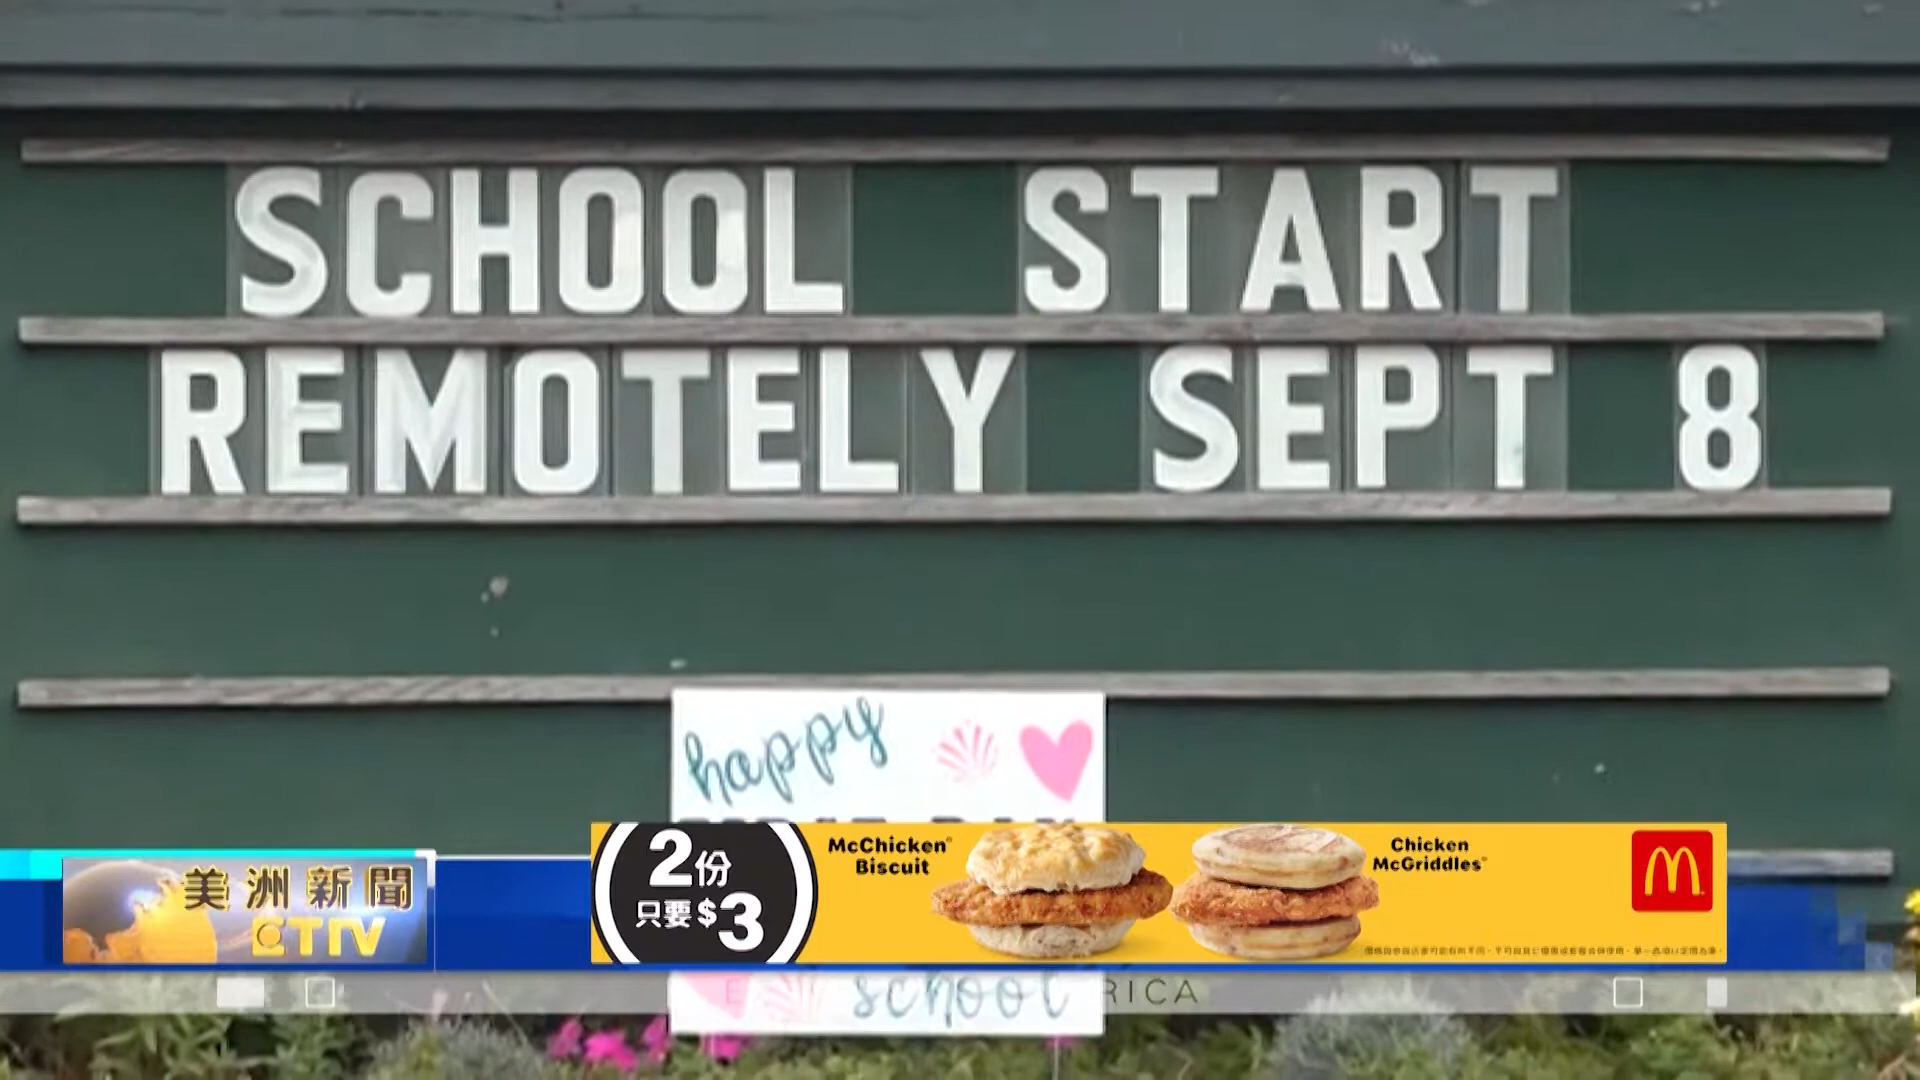 SCHOOL START
REMOTELY SEPT 8
happy
美洲新聞
ETTV
2份
只要$3
McChicken®
Biscuit
Chicken
McGriddles®
school
RICA